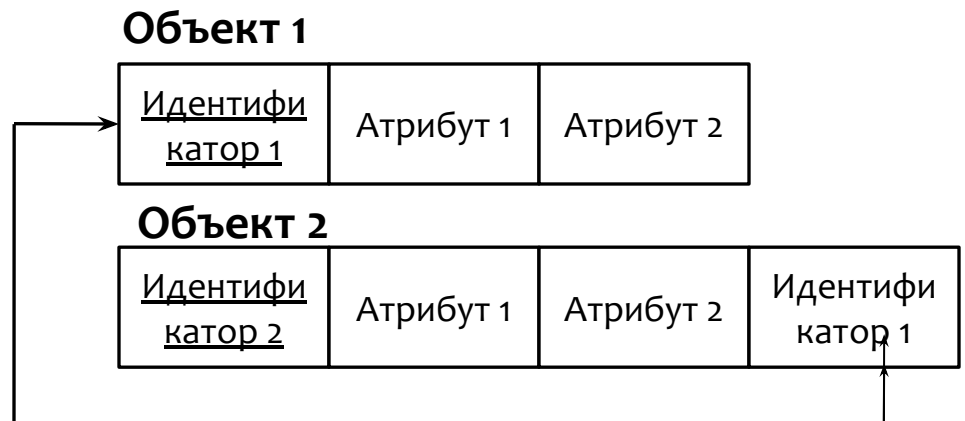 Объект 1
Идентифи
катор 1
Атрибут 1
Атрибут 2
Объект 2
Идентифи
катор 2
Атрибут 1
Атрибут 2
Идентифи
катор 1